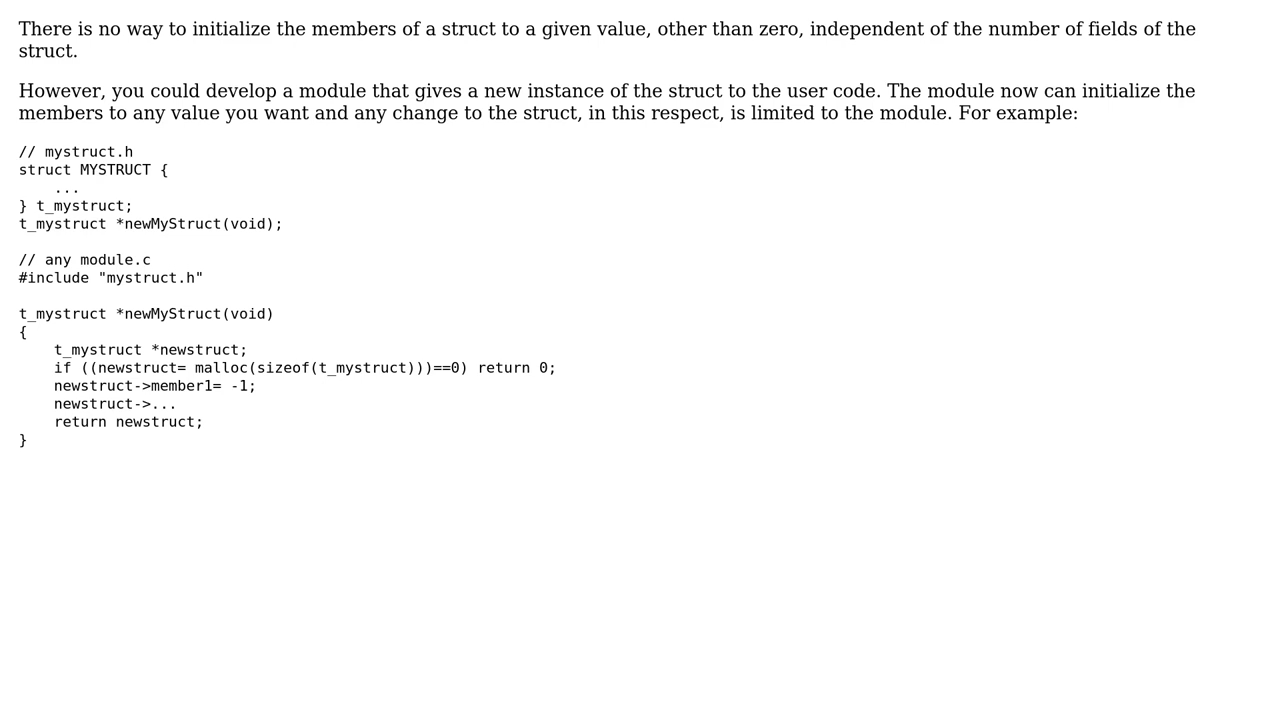 There is no way to initialize the members of a struct to a given value, other than zero, independent of the number of fields of the
struct.
However, you could develop a module that gives a new instance of the struct to the user code. The module now can initialize the
members to any value you want and any change to the struct, in this respect, is limited to the module. For example:
// mystruct.h
struct MYSTRUCT {
    ...
} t_mystruct;
t_mystruct *newMyStruct(void);

// any module.c
#include "mystruct.h"

t_mystruct *newMyStruct(void)
{
    t_mystruct *newstruct;
    if ((newstruct= malloc(sizeof(t_mystruct)))==0) return 0;
    newstruct->member1= -1;
    newstruct->...
    return newstruct;
}